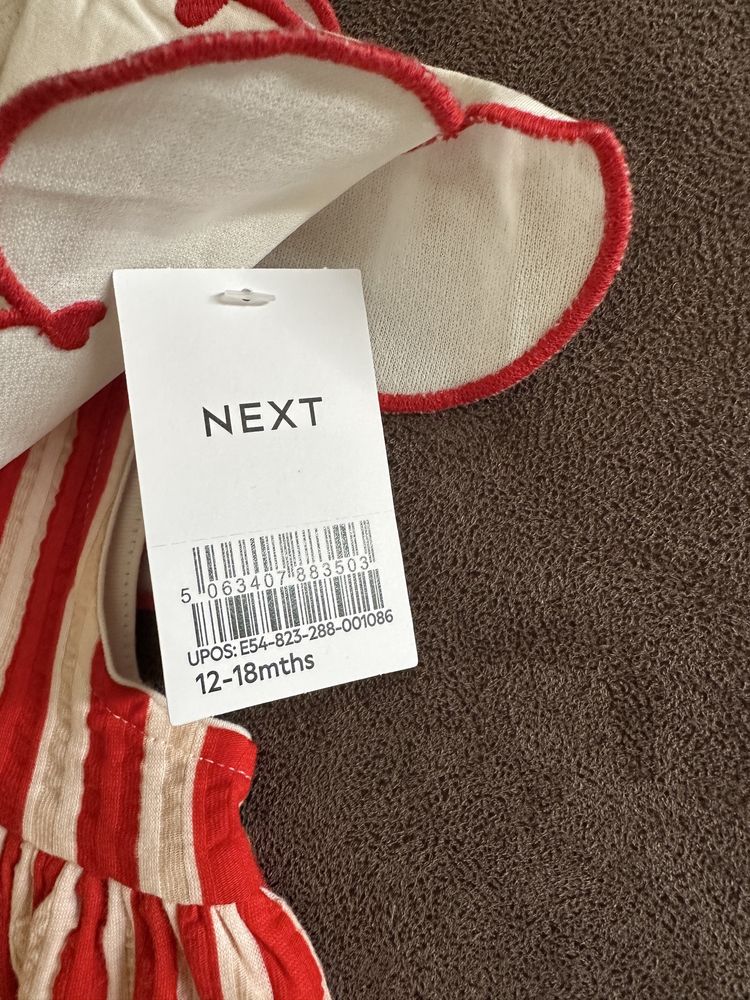 NEXT
5 063407 883503
UPOS: E54-823-288-001086
12-18mths